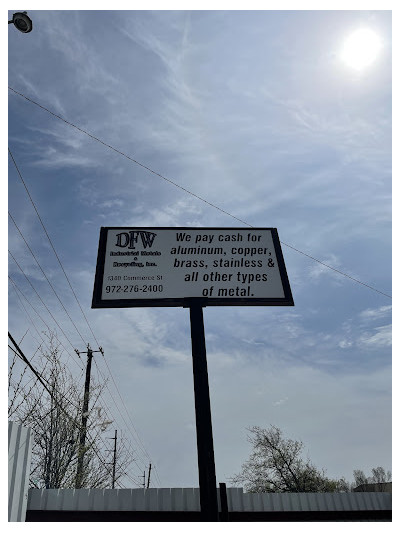 DFW
Industrial Metals
&
Recycling, Inc.
Commerce St
972-276-2400
We pay cash for
aluminum, copper,
brass, stainless &
all other types
of metal.